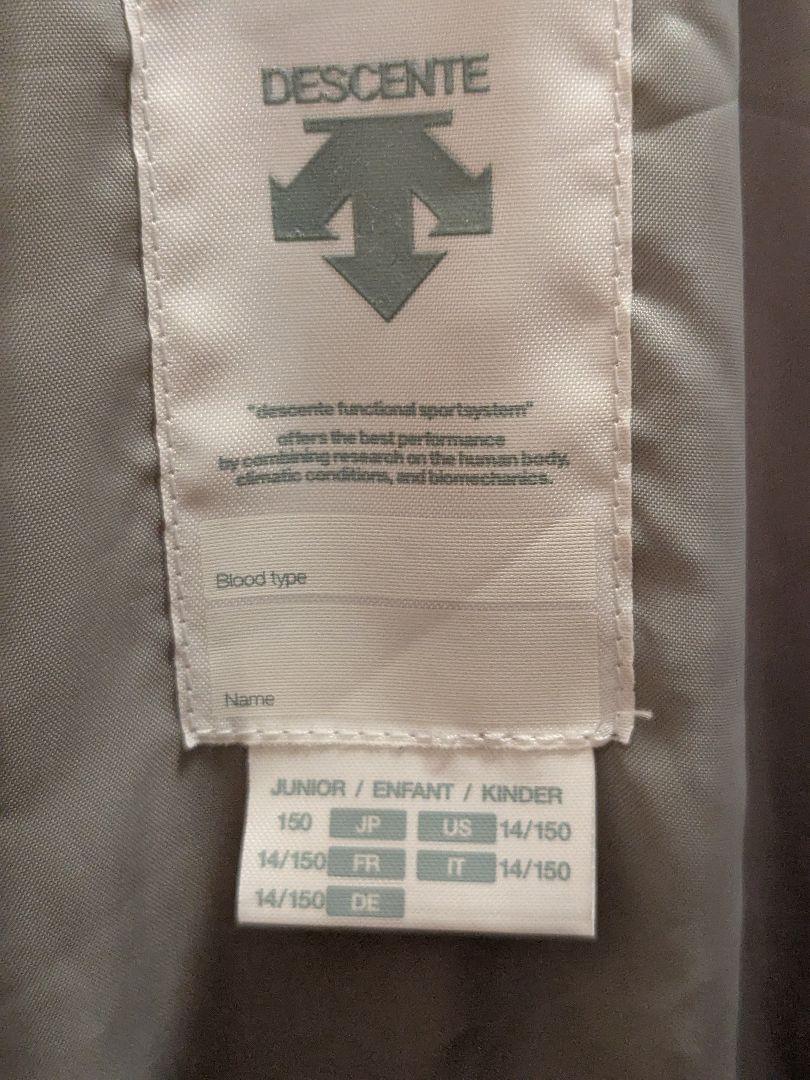 DESCENTE
"descente functional sportsystem"
offers the best performance
by combining research on the human body,
climatic conditions, and biomechanics.
Blood type
Name
JUNIOR / ENFANT / KINDER
150 JP US 14/150
14/150 FR IT 14/150
14/150 DE